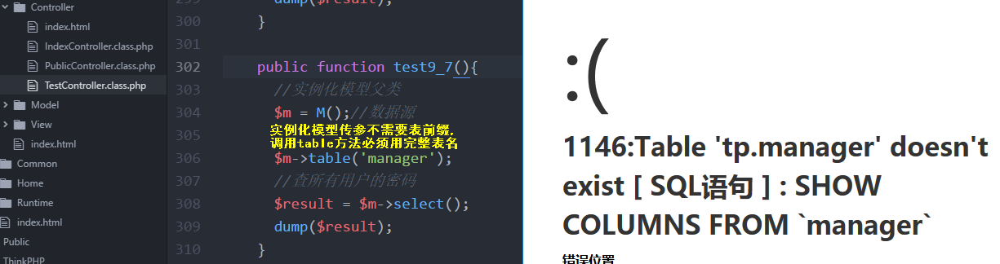 Controller
index.html
IndexController.class.php
PublicController.class.php
TestController.class.php
Model
View
index.html
Common
Home
Runtime
index.html
Public
ThinkPHP
dump($result);
300 }
301
302 public function test9_7(){
303 //实例化模型父类
304 $m = M();//数据源
305 实例化模型传参不需要表前缀,
调用table方法必须用完整表名
306 $m->table('manager');
307 //查所有用户的密码
308 $result = $m->select();
309 dump($result);
310 }
:(
1146:Table 'tp.manager' doesn't
exist [ SQL语句 ] : SHOW
COLUMNS FROM `manager`
错误位置